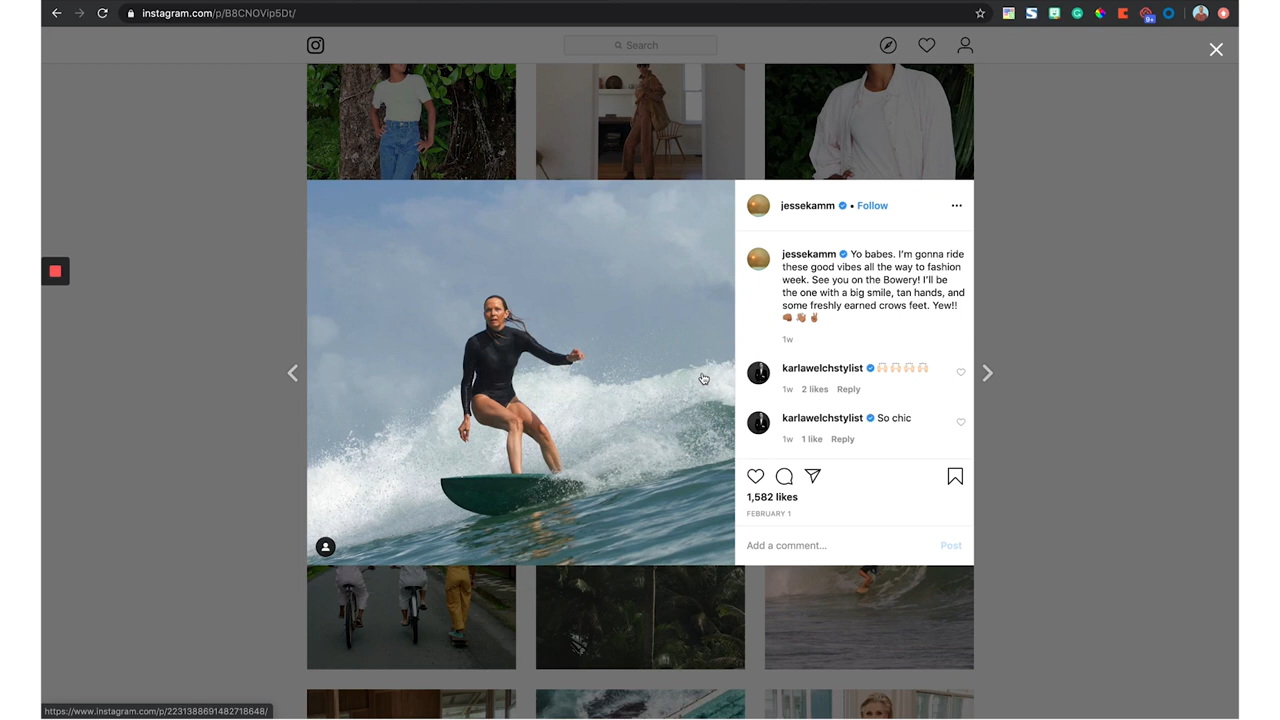 instagram.com/p/B8CNOVip5Dt/
9+
Search
jessekamm • Follow
jessekamm Yo babes. I'm gonna ride
these good vibes all the way to fashion
week. See you on the Bowery! I'll be
the one with a big smile, tan hands, and
some freshly earned crows feet. Yew!!
👊🏽 👋🏽 ✌🏽
1w
karlawelchstylist
1w 2 likes Reply
karlawelchstylist So chic
1w 1 like Reply
1,582 likes
FEBRUARY 1
Add a comment... Post
https://www.instagram.com/p/2231388691482718648/